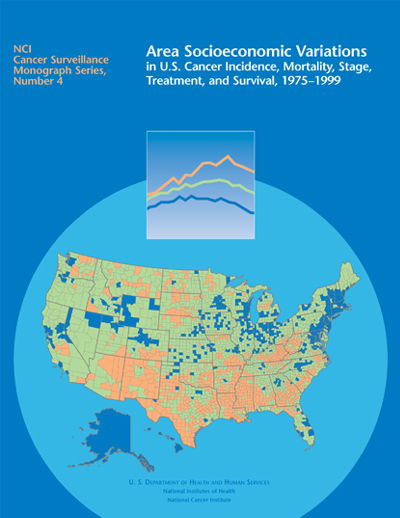 NCI
Cancer Surveillance
Monograph Series,
Number 4
Area Socioeconomic Variations
in U.S. Cancer Incidence, Mortality, Stage,
Treatment, and Survival, 1975–1999
U. S. Department of Health and Human Services
National Institutes of Health
National Cancer Institute